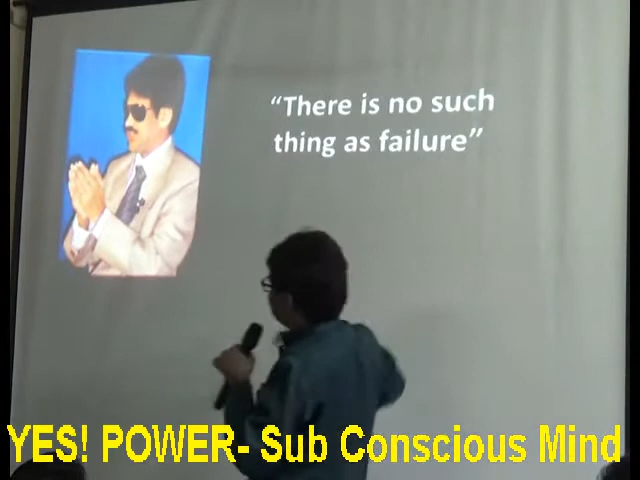 “There is no such
thing as failure”
YES! POWER- Sub Conscious Mind